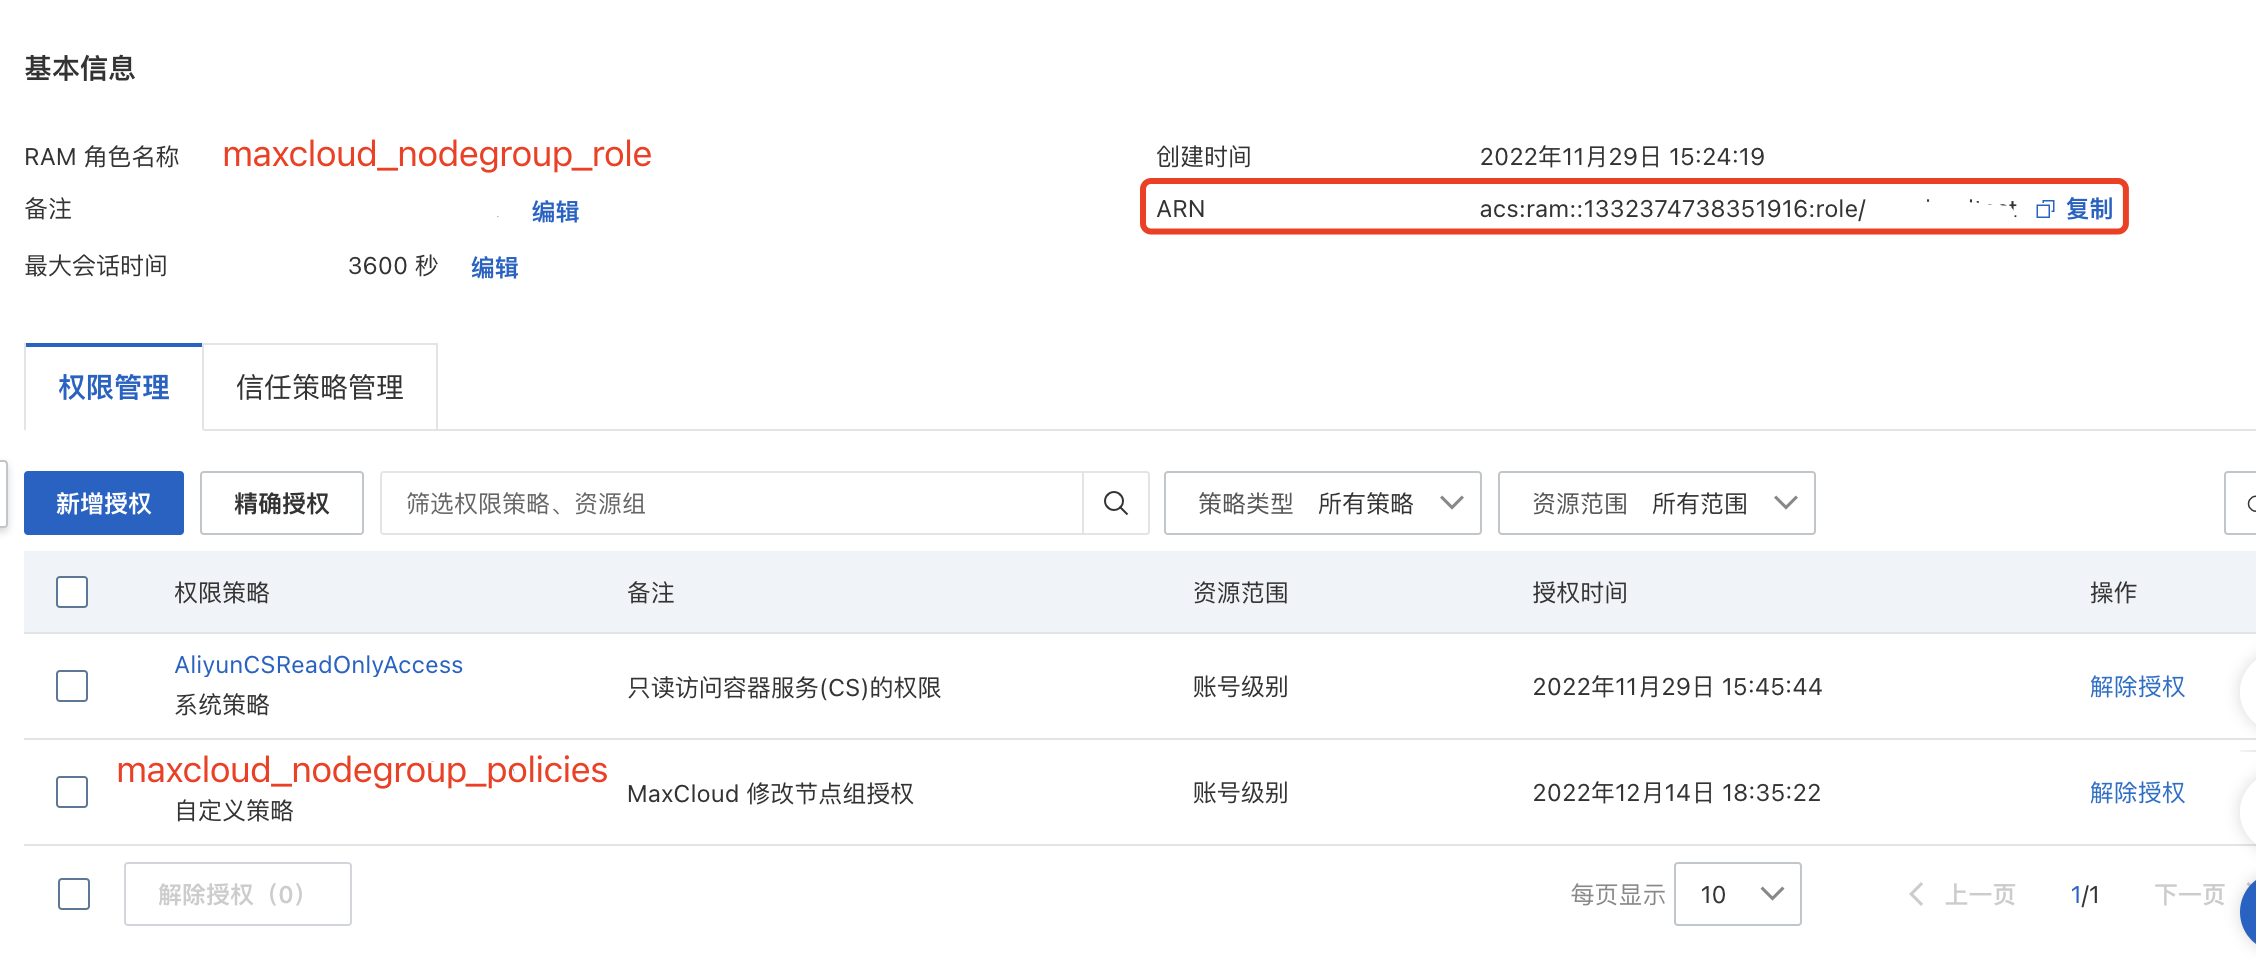 基本信息
RAM 角色名称 maxcloud_nodegroup_role
创建时间 2022年11月29日 15:24:19
备注 编辑
ARN acs:ram::1332374738351916:role/ 复制
最大会话时间 3600 秒 编辑
权限管理 信任策略管理
新增授权 精确授权 筛选权限策略、资源组 策略类型 所有策略 资源范围 所有范围
权限策略 备注 资源范围 授权时间 操作
AliyunCSReadOnlyAccess
系统策略
只读访问容器服务(CS)的权限 账号级别 2022年11月29日 15:45:44 解除授权
maxcloud_nodegroup_policies
自定义策略
MaxCloud 修改节点组授权 账号级别 2022年12月14日 18:35:22 解除授权
解除授权（0） 每页显示 10 上一页 1/1 下一页